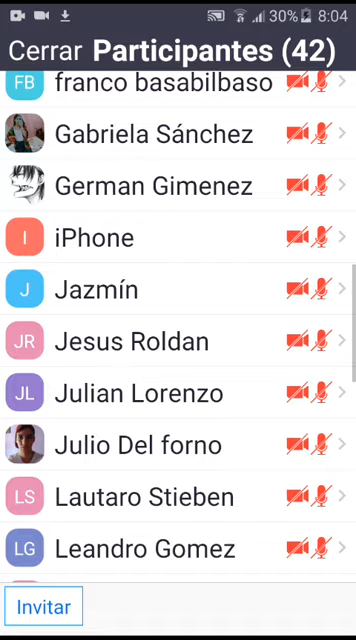 30% 8:04
Cerrar Participantes (42)
FB franco basabilbaso
Gabriela Sánchez
German Gimenez
I iPhone
J Jazmín
JR Jesus Roldan
JL Julian Lorenzo
Julio Del forno
LS Lautaro Stieben
LG Leandro Gomez
Invitar